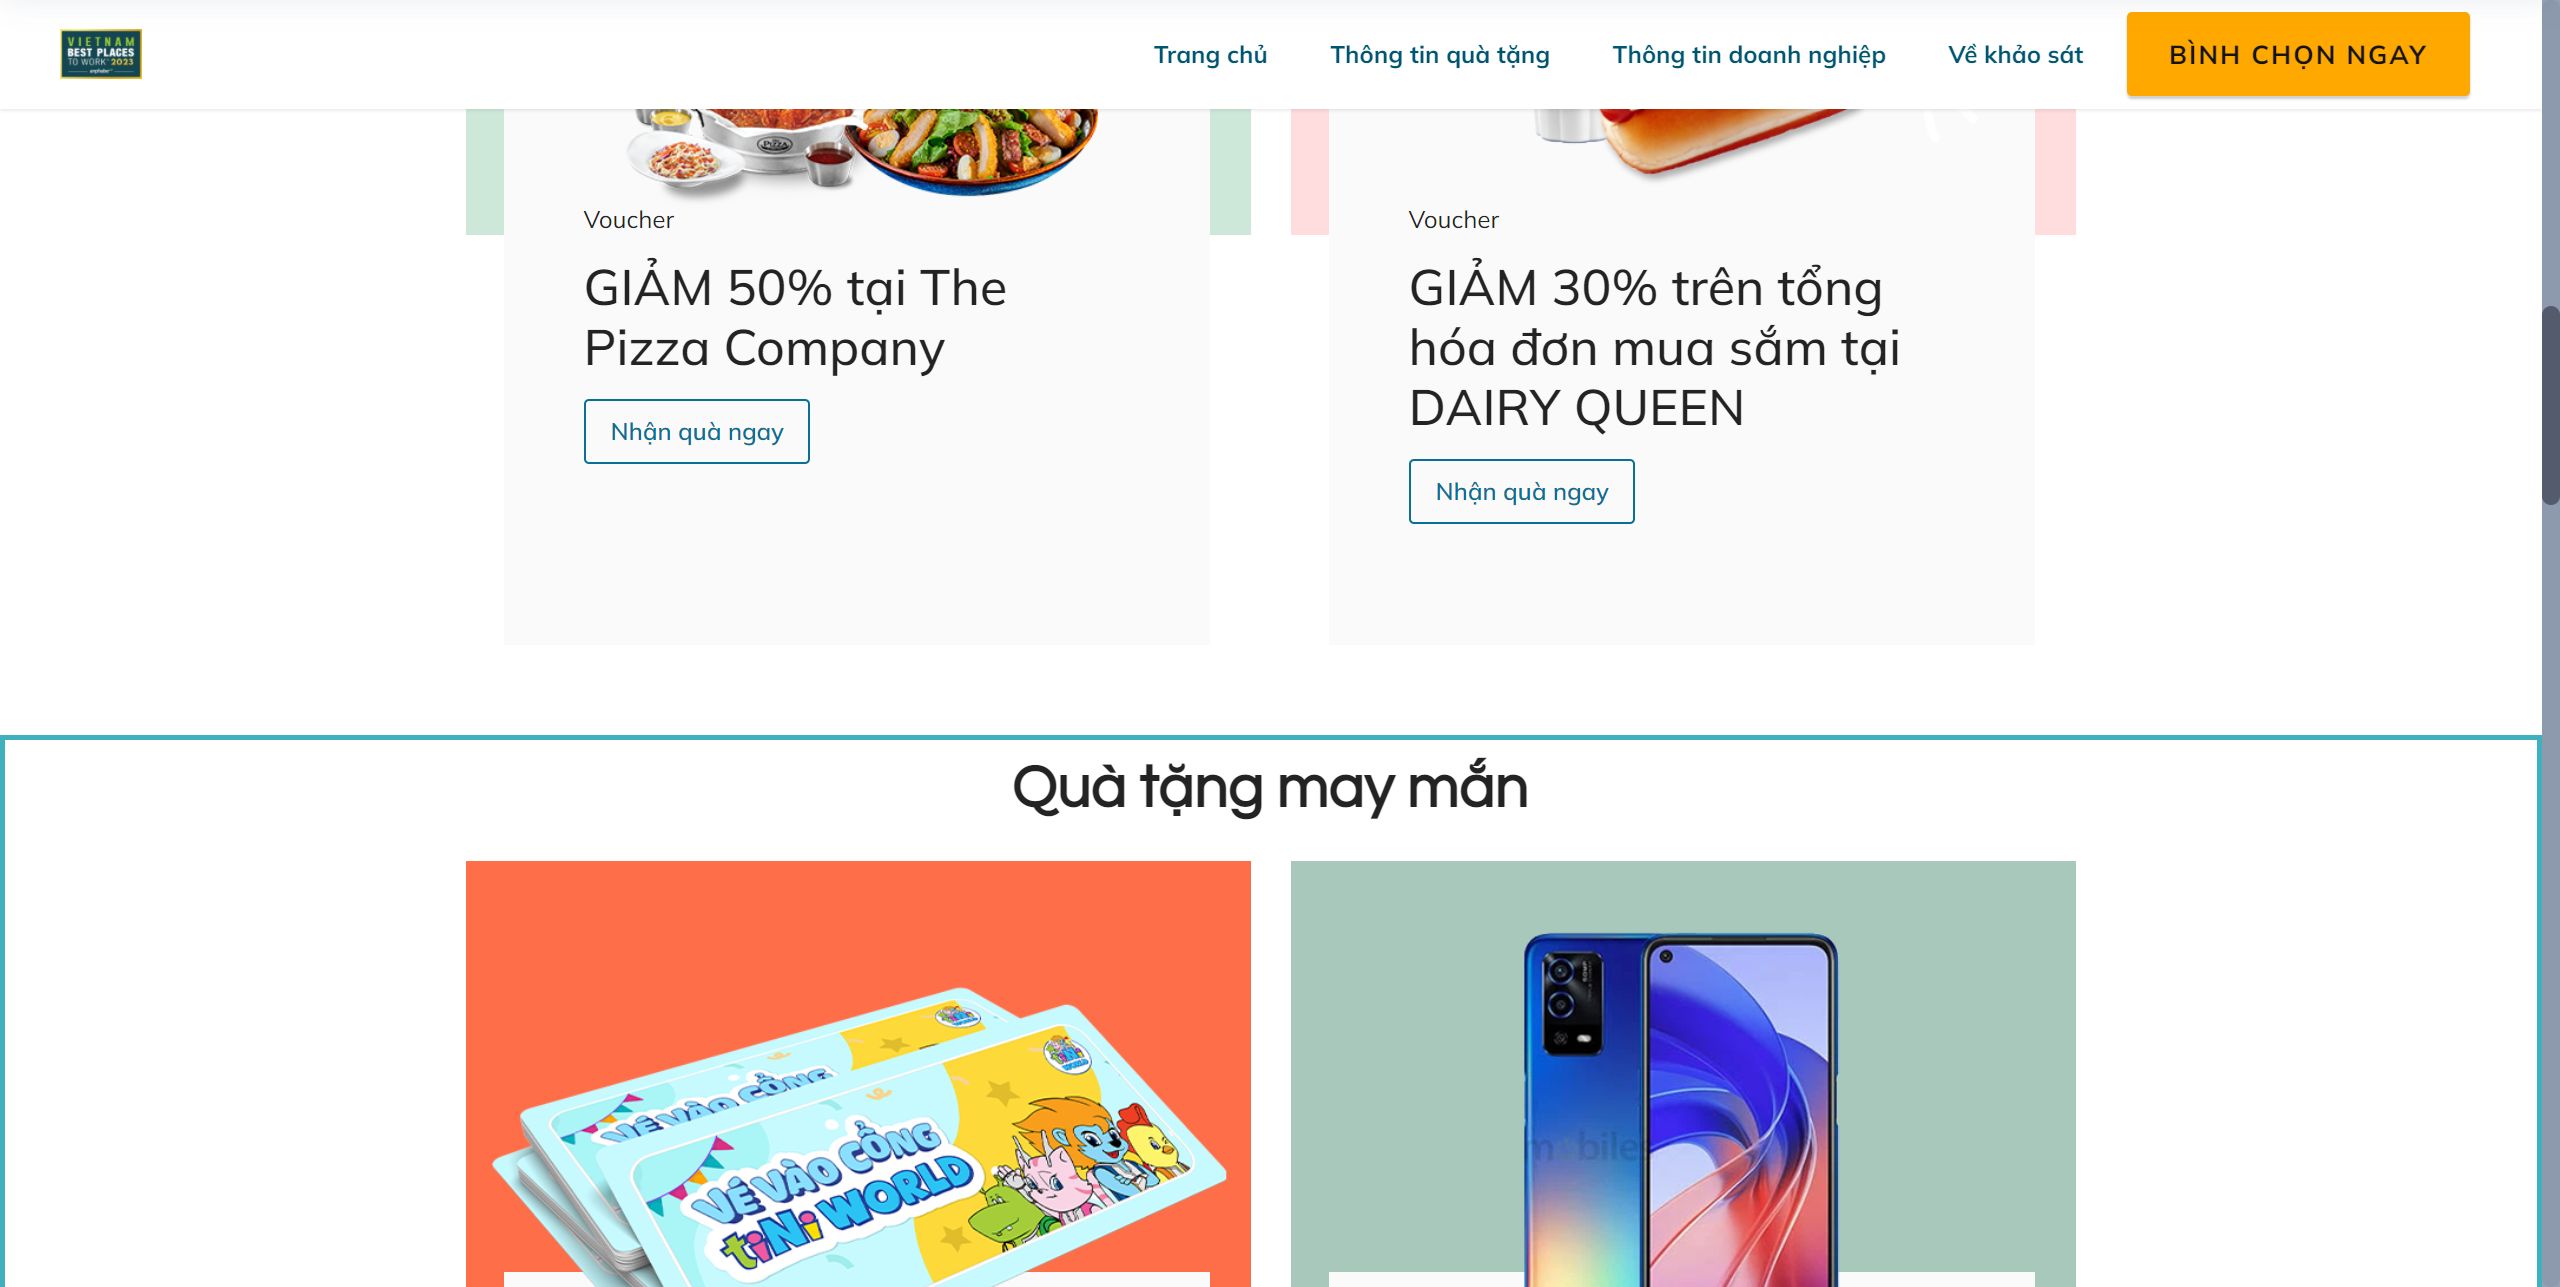 VIETNAM
BEST PLACES
TO WORK 2023
anphabe
Trang chủ
Thông tin quà tặng
Thông tin doanh nghiệp
Về khảo sát
BÌNH CHỌN NGAY
Voucher
GIẢM 50% tại The
Pizza Company
Nhận quà ngay
Voucher
GIẢM 30% trên tổng
hóa đơn mua sắm tại
DAIRY QUEEN
Nhận quà ngay
Quà tặng may mắn
VÉ VÀO CỔNG
VÉ VÀO CỔNG
tiNi WORLD